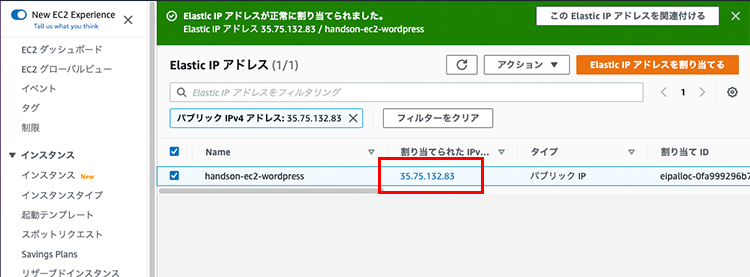 New EC2 Experience
Tell us what you think
EC2 ダッシュボード
EC2 グローバルビュー
イベント
タグ
制限
インスタンス
インスタンス New
インスタンスタイプ
起動テンプレート
スポットリクエスト
Savings Plans
リザーブドインスタンス
Elastic IP アドレスが正常に割り当てられました。
Elastic IP アドレス 35.75.132.83 / handson-ec2-wordpress
この Elastic IP アドレスを関連付ける
Elastic IP アドレス (1/1)
アクション
Elastic IP アドレスを割り当てる
Elastic IP アドレスをフィルタリング
1
パブリック IPv4 アドレス: 35.75.132.83
フィルターをクリア
Name 割り当てられた IPv... タイプ 割り当て ID
handson-ec2-wordpress 35.75.132.83 パブリック IP eipalloc-0fa999296b7